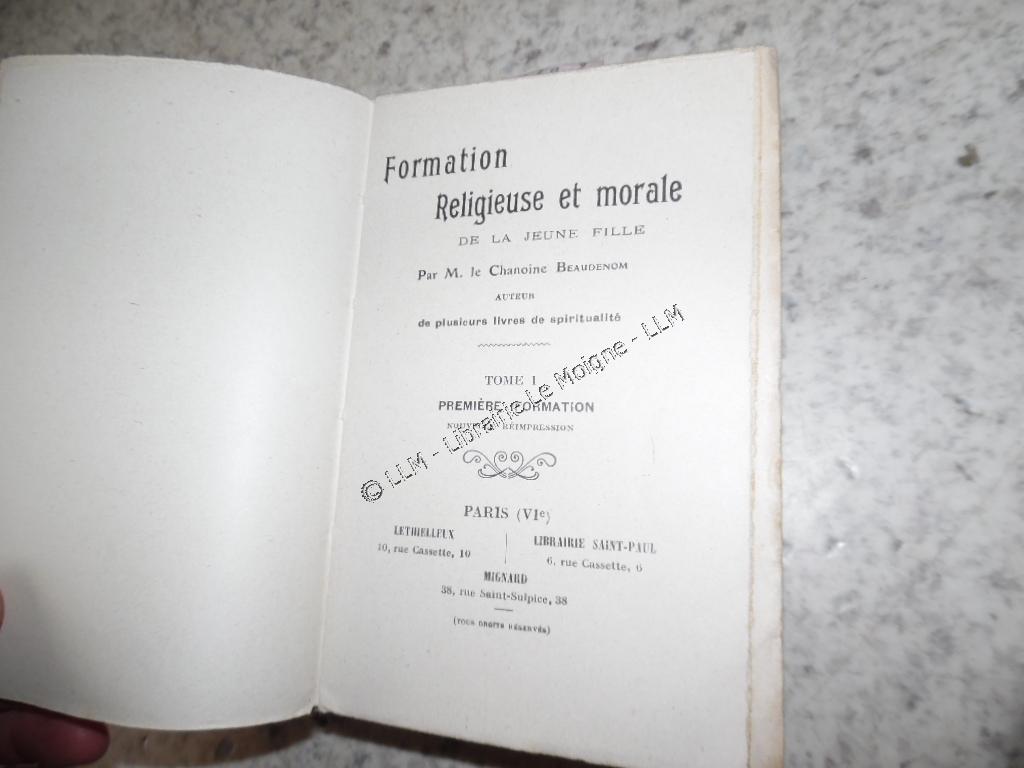 Formation
Religieuse et morale
DE LA JEUNE FILLE
Par M. le Chanoine BEAUDENOM
AUTEUR
de plusieurs livres de spiritualité
TOME I
PREMIÈRE FORMATION
NOUVELLE RÉIMPRESSION
© LLM - Librairie Le Moigne - LLM
PARIS (VIe)
LETHIELLEUX
10, rue Cassette, 10
LIBRAIRIE SAINT-PAUL
6, rue Cassette, 6
MIGNARD
38, rue Saint-Sulpice, 38
(TOUS DROITS RÉSERVÉS)